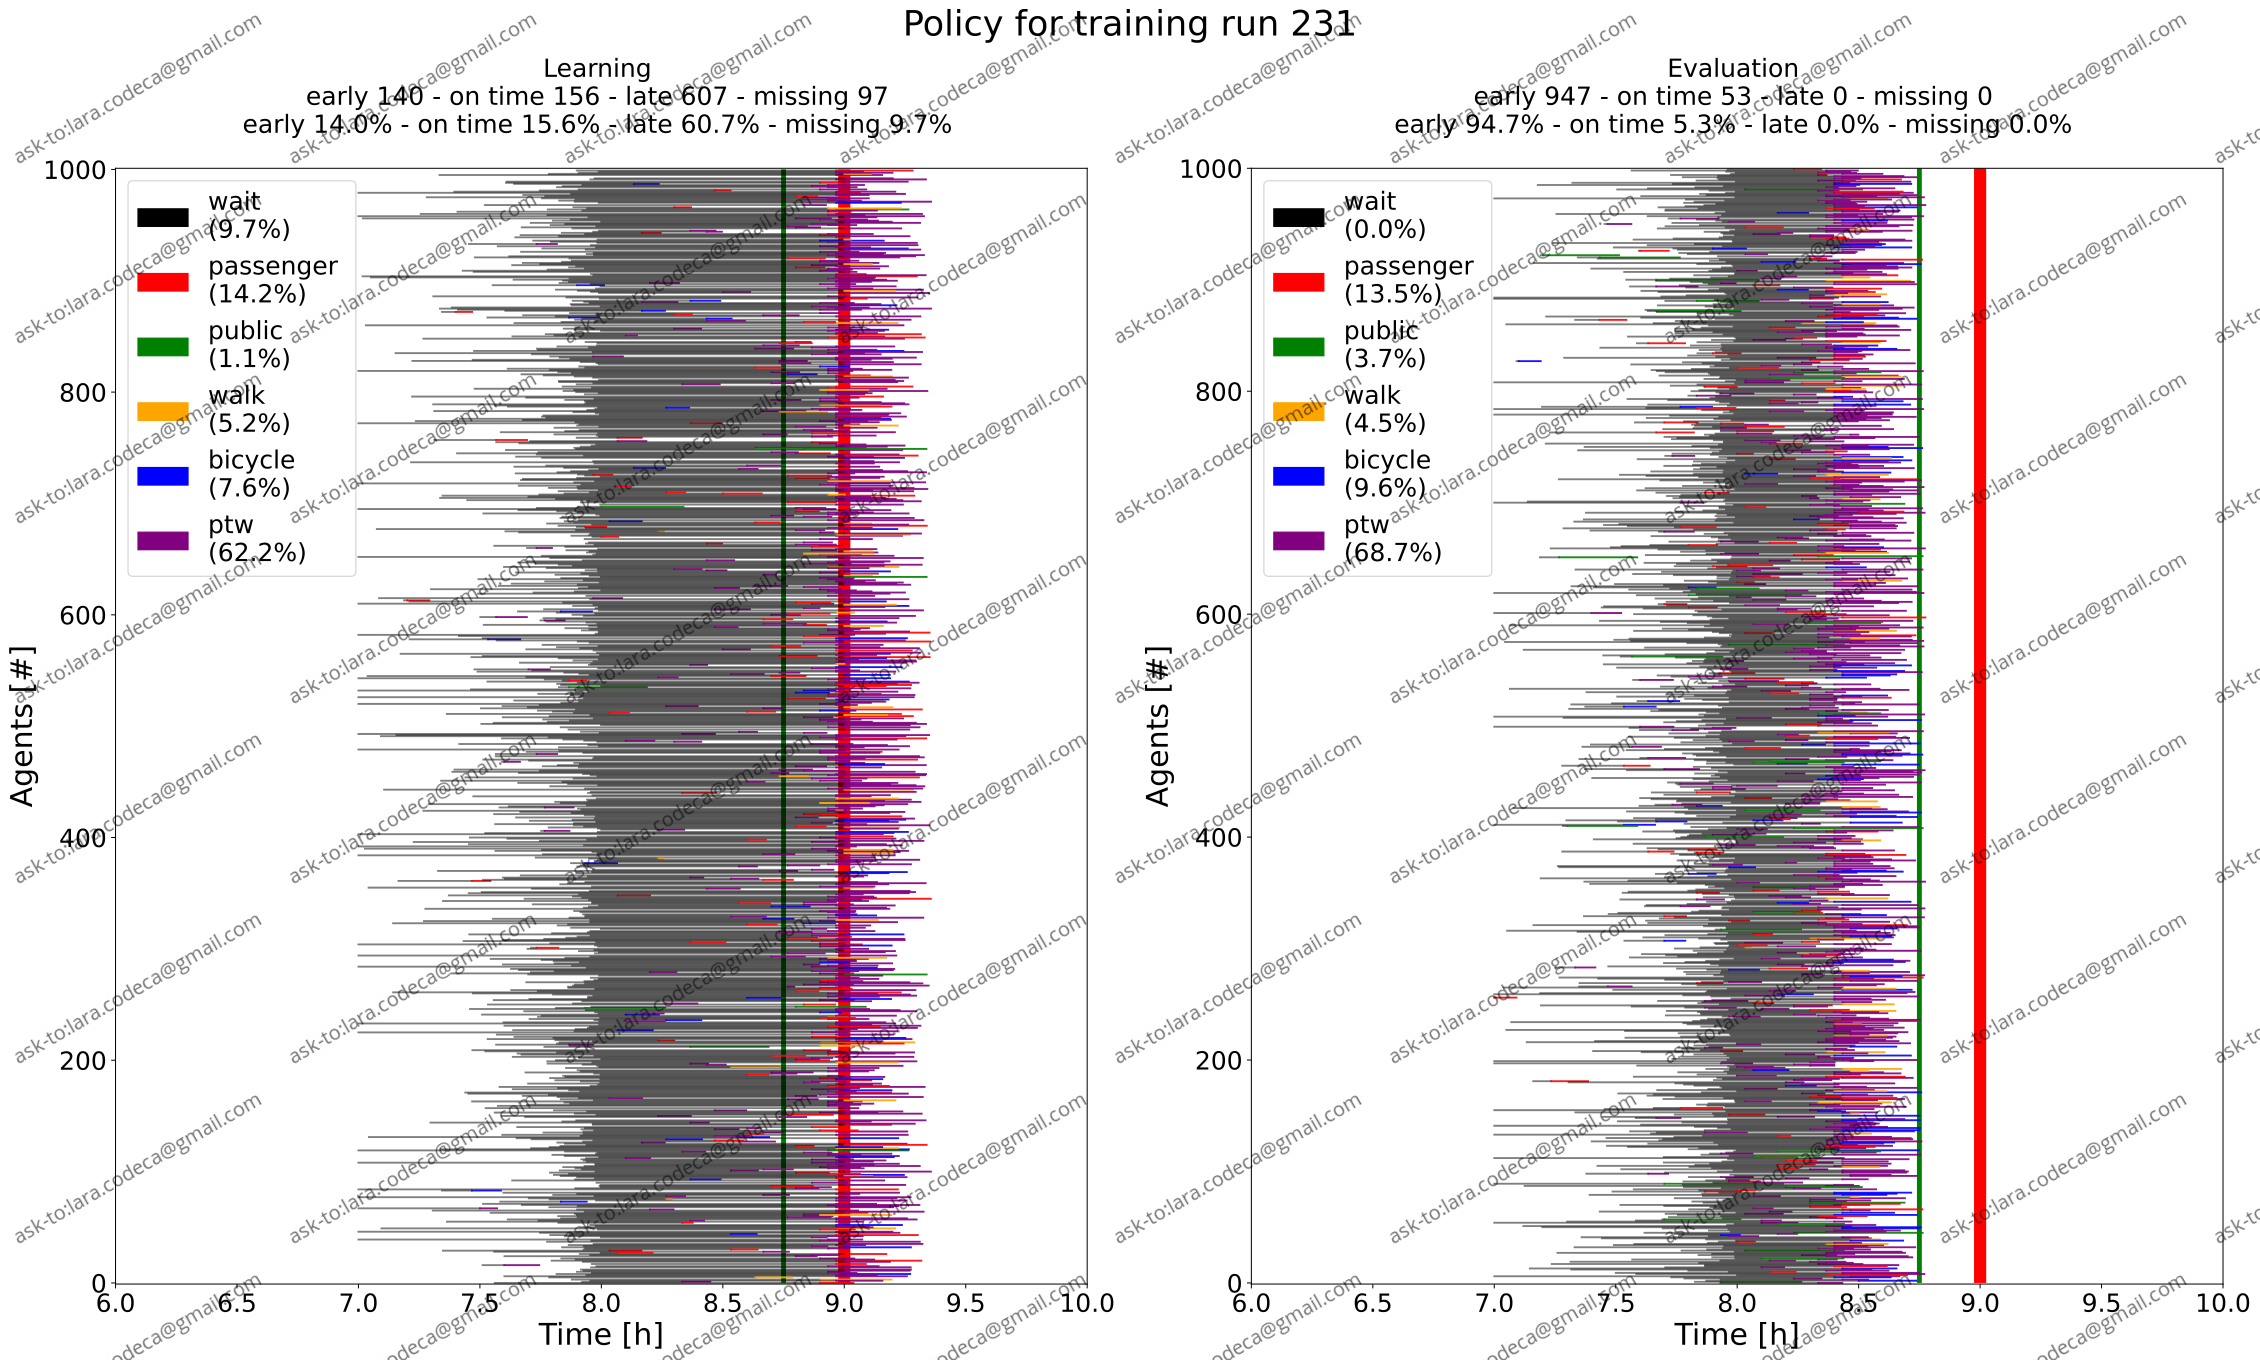 Policy for training run 231
Learning
early 140 - on time 156 - late 607 - missing 97
early 14.0% - on time 15.6% - late 60.7% - missing 9.7%
1000
800
600
400
200
0
Agents [#]
wait
(9.7%)
passenger
(14.2%)
public
(1.1%)
walk
(5.2%)
bicycle
(7.6%)
ptw
(62.2%)
6.0 6.5 7.0 7.5 8.0 8.5 9.0 9.5 10.0
Time [h]
Evaluation
early 947 - on time 53 - late 0 - missing 0
early 94.7% - on time 5.3% - late 0.0% - missing 0.0%
1000
800
600
400
200
0
Agents [#]
wait
(0.0%)
passenger
(13.5%)
public
(3.7%)
walk
(4.5%)
bicycle
(9.6%)
ptw
(68.7%)
6.0 6.5 7.0 7.5 8.0 8.5 9.0 9.5 10.0
Time [h]
ask-to:lara.codeca@gmail.com